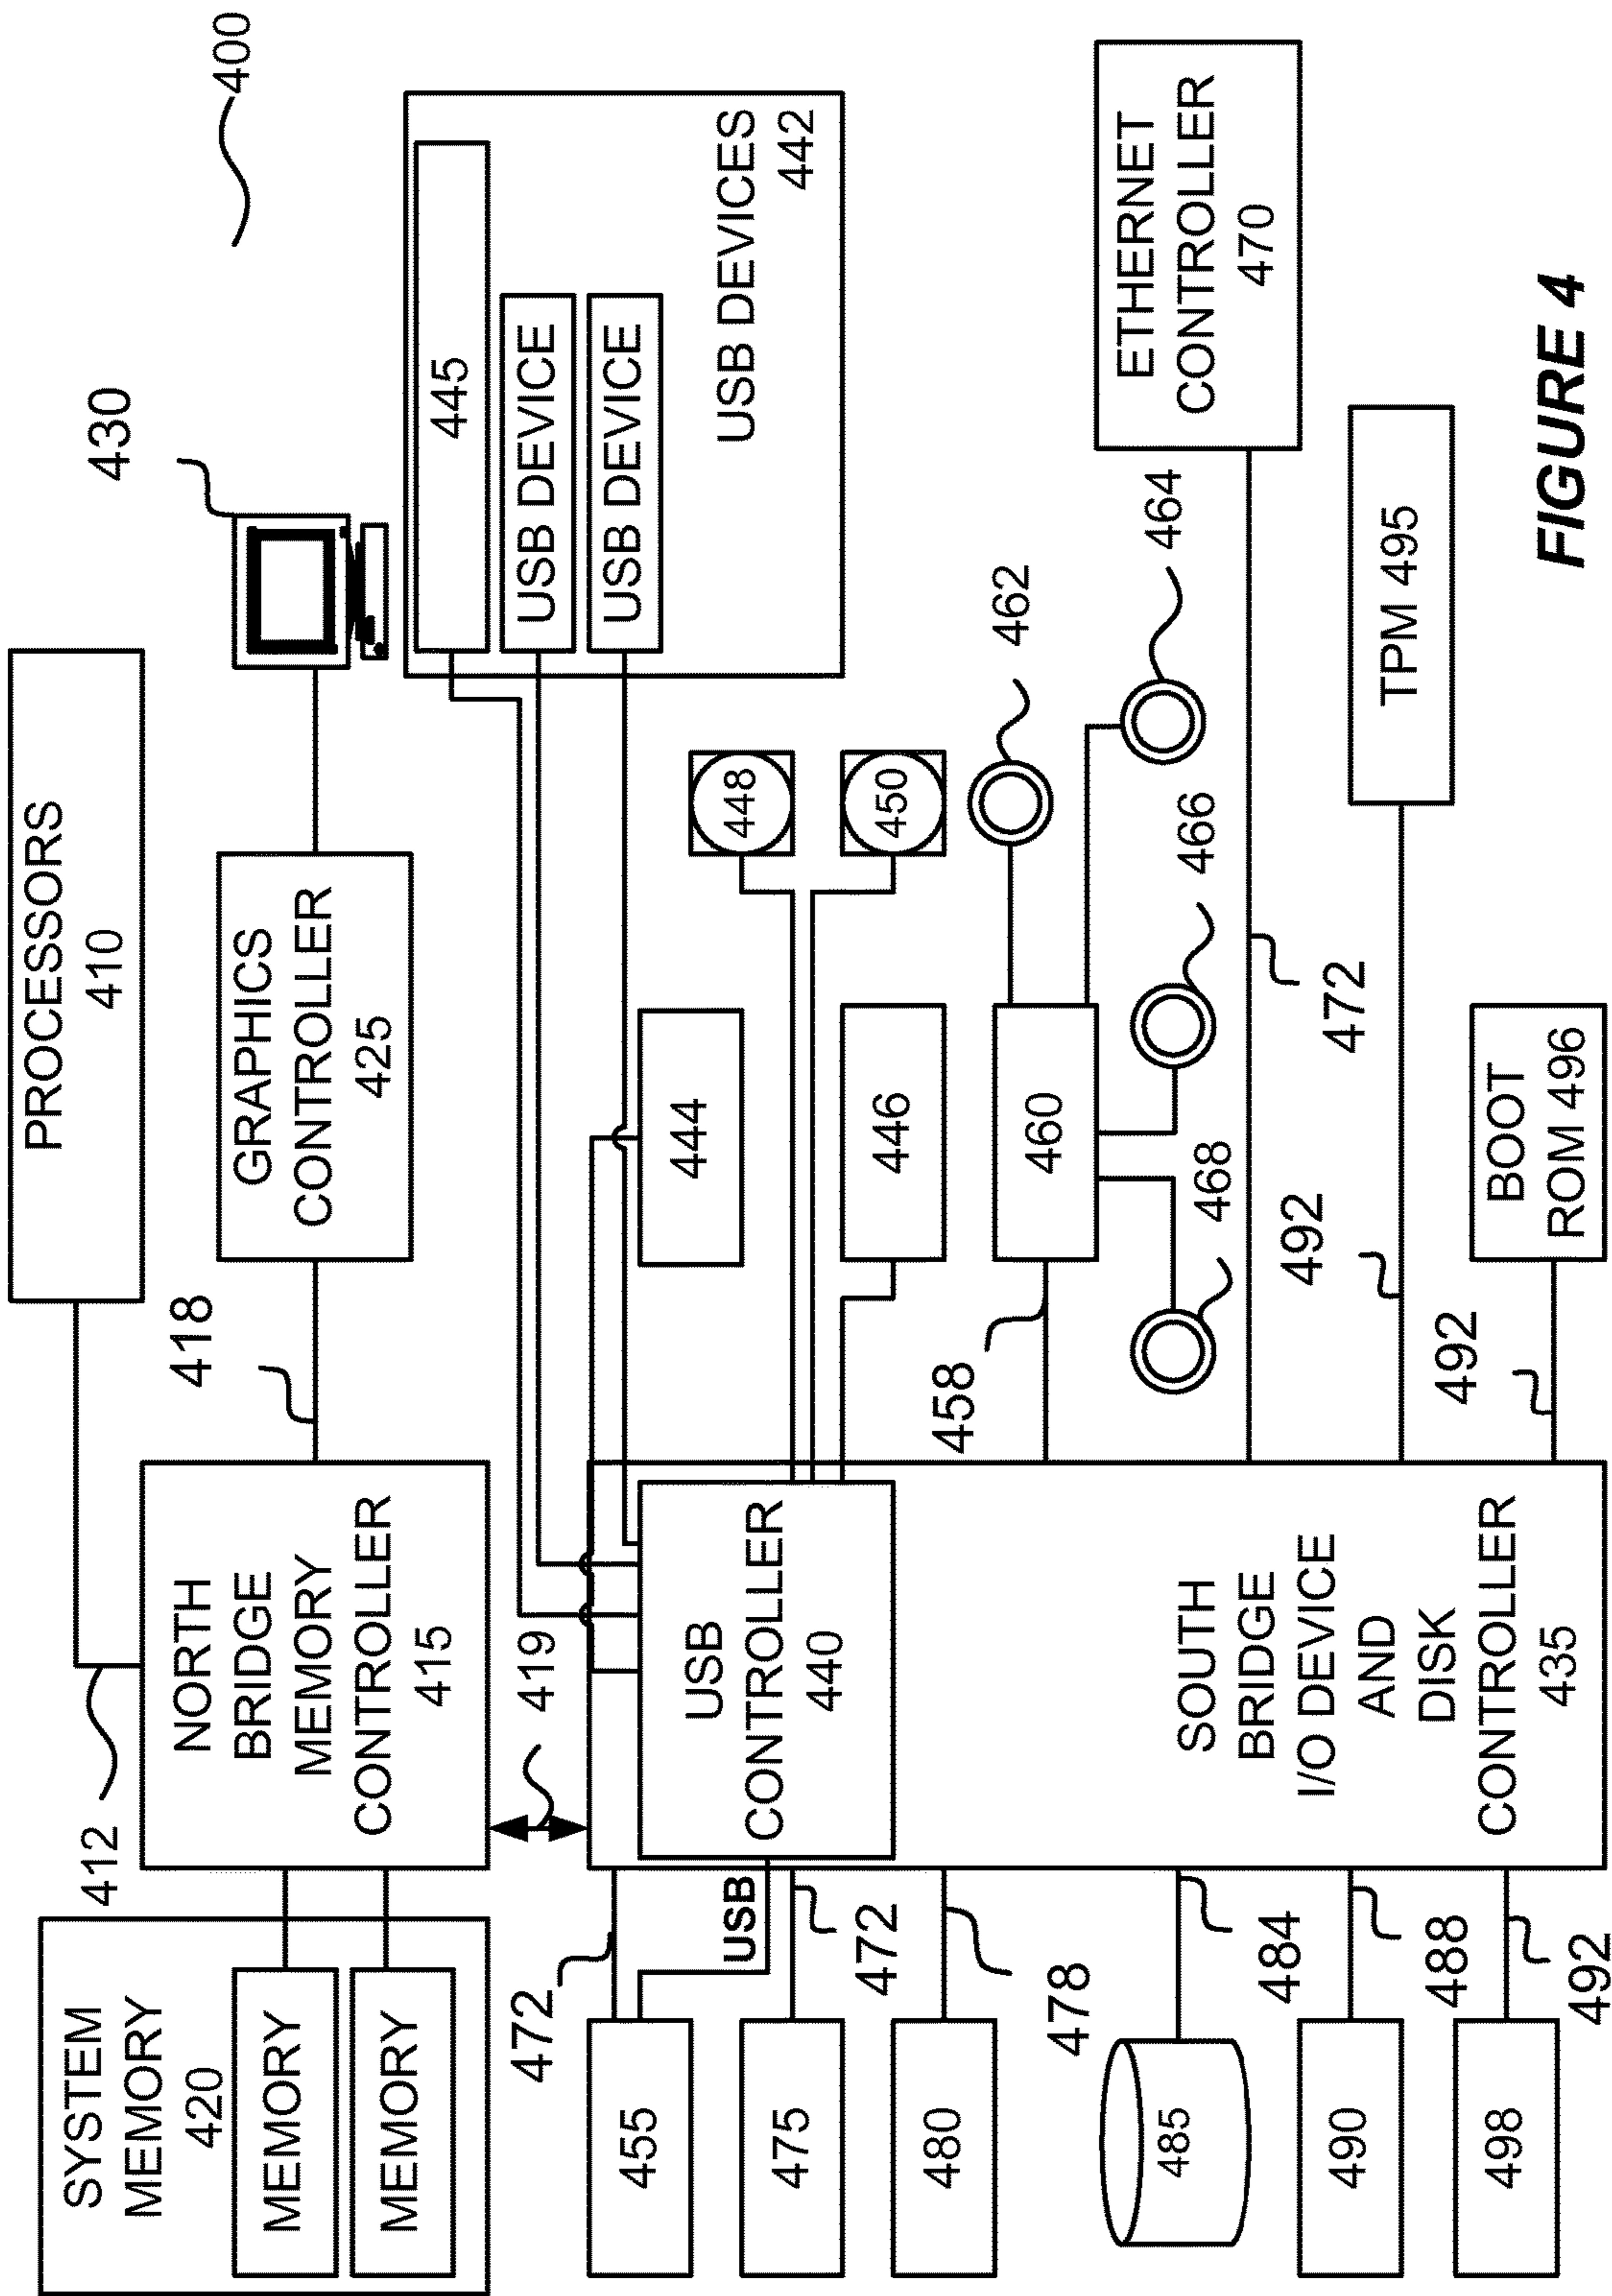 400
PROCESSORS
410
412
430
SYSTEM
MEMORY
420
MEMORY
MEMORY
NORTH
BRIDGE
MEMORY
CONTROLLER
415
418
GRAPHICS
CONTROLLER
425
419
445
USB DEVICE
USB DEVICE
USB DEVICES
442
472
455
USB
475
472
480
478
USB
CONTROLLER
440
444
446
448
450
458
460
462
464
466
468
485
484
490
488
498
492
SOUTH
BRIDGE
I/O DEVICE
AND
DISK
CONTROLLER
435
472
ETHERNET
CONTROLLER
470
492
TPM 495
492
BOOT
ROM 496
FIGURE 4